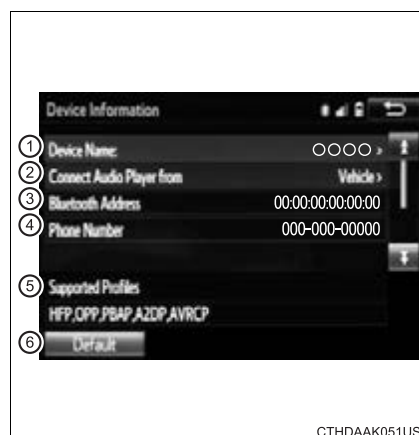 Device Information
① Device Name: ○○○○ ›
② Connect Audio Player from Vehicle ›
③ Bluetooth Address 00:00:00:00:00:00
④ Phone Number 000-000-00000
⑤ Supported Profiles
HFP,OPP,PBAP,A2DP,AVRCP
⑥ Default
CTHDAAK051US